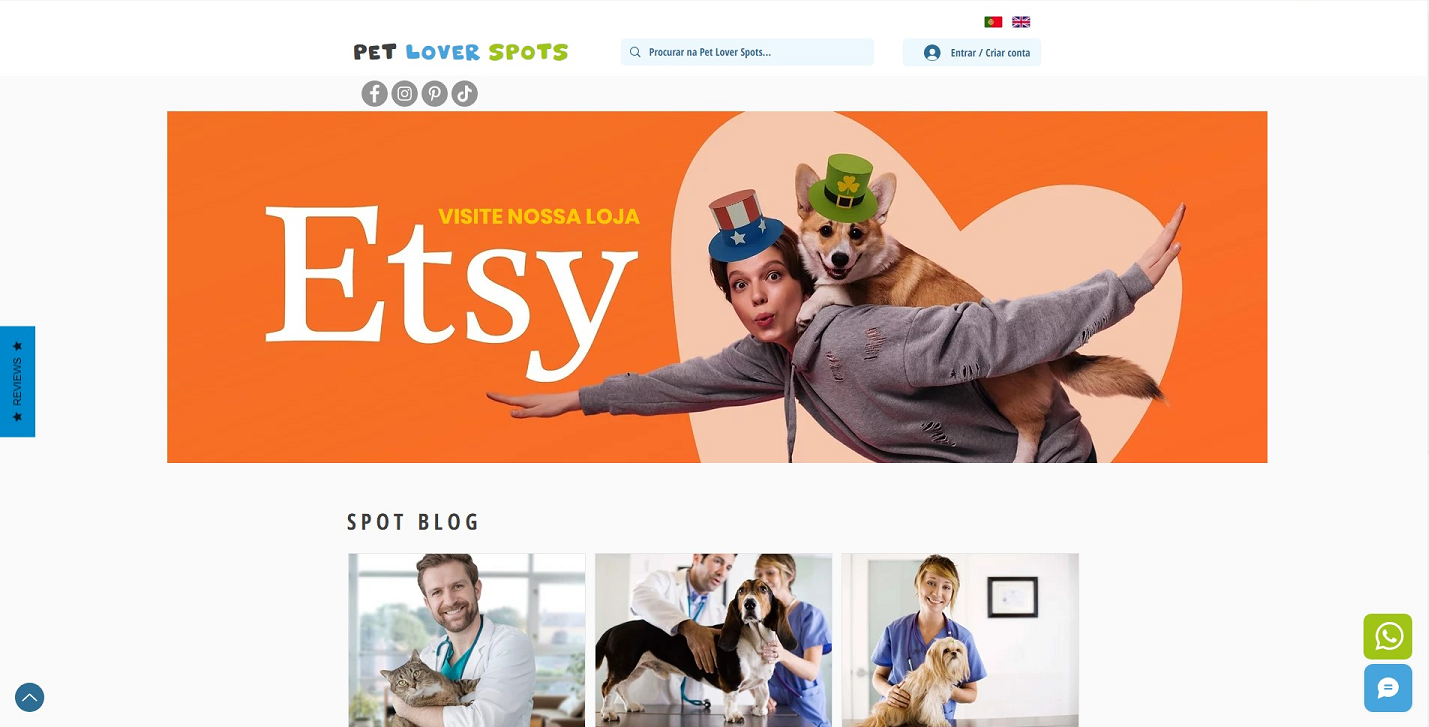 PET LOVER SPOTS
Procurar na Pet Lover Spots...
Entrar / Criar conta
VISITE NOSSA LOJA
Etsy
★ REVIEWS ★
SPOT BLOG